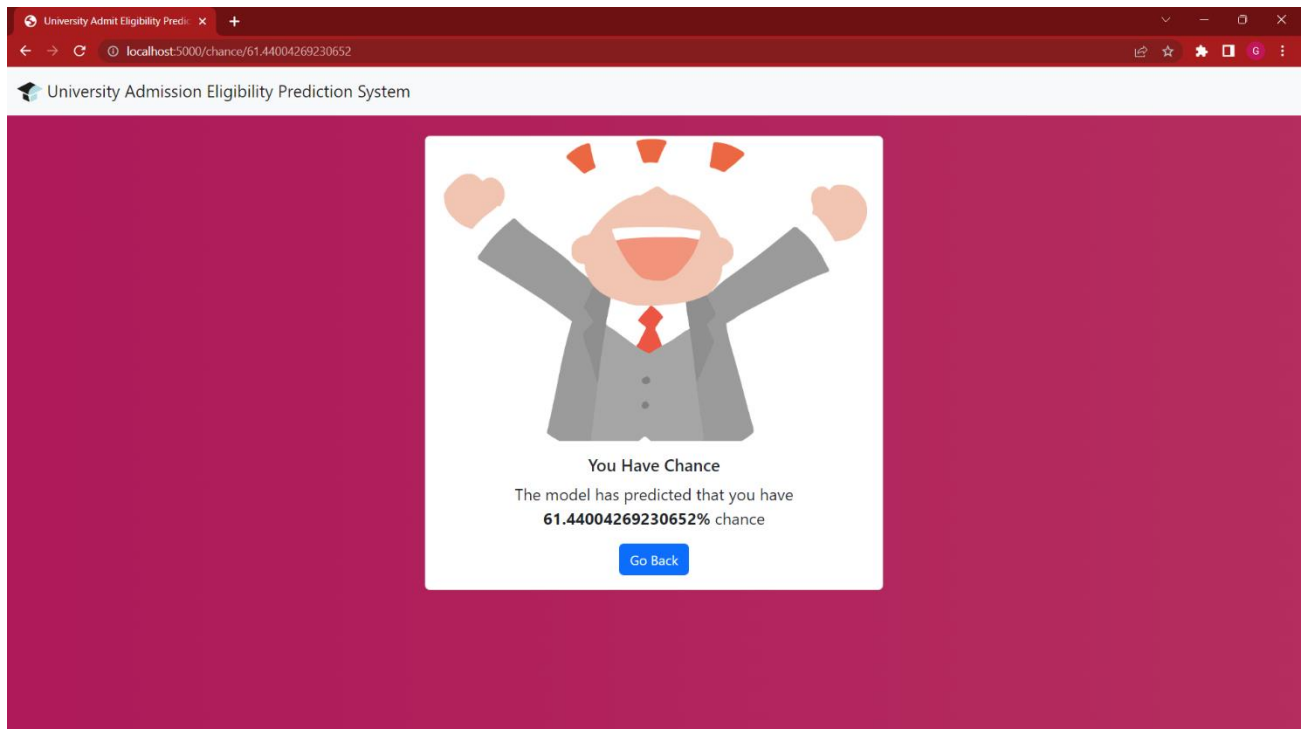 University Admit Eligibility Predic
localhost:5000/chance/61.44004269230652
G
University Admission Eligibility Prediction System
You Have Chance
The model has predicted that you have
61.44004269230652% chance
Go Back